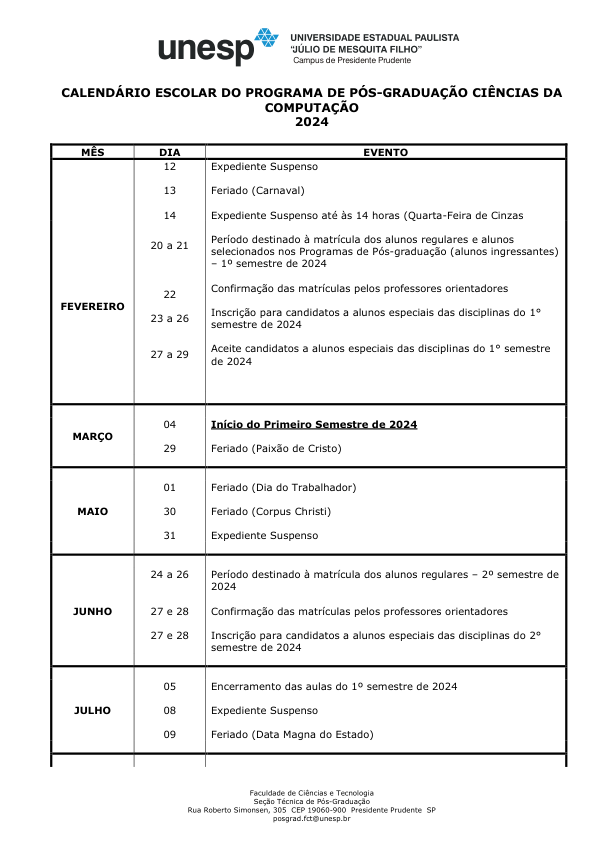 unesp
UNIVERSIDADE ESTADUAL PAULISTA
“JÚLIO DE MESQUITA FILHO”
Campus de Presidente Prudente
CALENDÁRIO ESCOLAR DO PROGRAMA DE PÓS-GRADUAÇÃO CIÊNCIAS DA
COMPUTAÇÃO
2024
MÊS DIA EVENTO
FEVEREIRO
12 Expediente Suspenso
13 Feriado (Carnaval)
14 Expediente Suspenso até às 14 horas (Quarta-Feira de Cinzas
20 a 21 Período destinado à matrícula dos alunos regulares e alunos
selecionados nos Programas de Pós-graduação (alunos ingressantes)
– 1º semestre de 2024
22 Confirmação das matrículas pelos professores orientadores
23 a 26 Inscrição para candidatos a alunos especiais das disciplinas do 1°
semestre de 2024
27 a 29 Aceite candidatos a alunos especiais das disciplinas do 1° semestre
de 2024
MARÇO
04 Início do Primeiro Semestre de 2024
29 Feriado (Paixão de Cristo)
MAIO
01 Feriado (Dia do Trabalhador)
30 Feriado (Corpus Christi)
31 Expediente Suspenso
JUNHO
24 a 26 Período destinado à matrícula dos alunos regulares – 2º semestre de
2024
27 e 28 Confirmação das matrículas pelos professores orientadores
27 e 28 Inscrição para candidatos a alunos especiais das disciplinas do 2°
semestre de 2024
JULHO
05 Encerramento das aulas do 1º semestre de 2024
08 Expediente Suspenso
09 Feriado (Data Magna do Estado)
Faculdade de Ciências e Tecnologia
Seção Técnica de Pós-Graduação
Rua Roberto Simonsen, 305 CEP 19060-900 Presidente Prudente SP
posgrad.fct@unesp.br